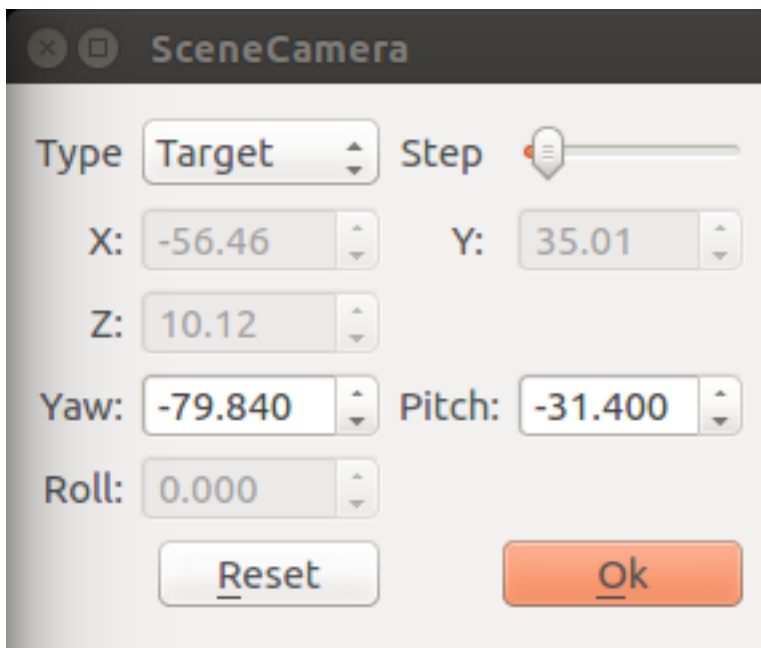 SceneCamera
Type Target Step
X: -56.46 Y: 35.01
Z: 10.12
Yaw: -79.840 Pitch: -31.400
Roll: 0.000
Reset Ok